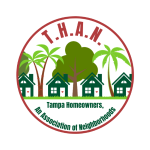 T.H.A.N.
Tampa Homeowners,
An Association of Neighborhoods